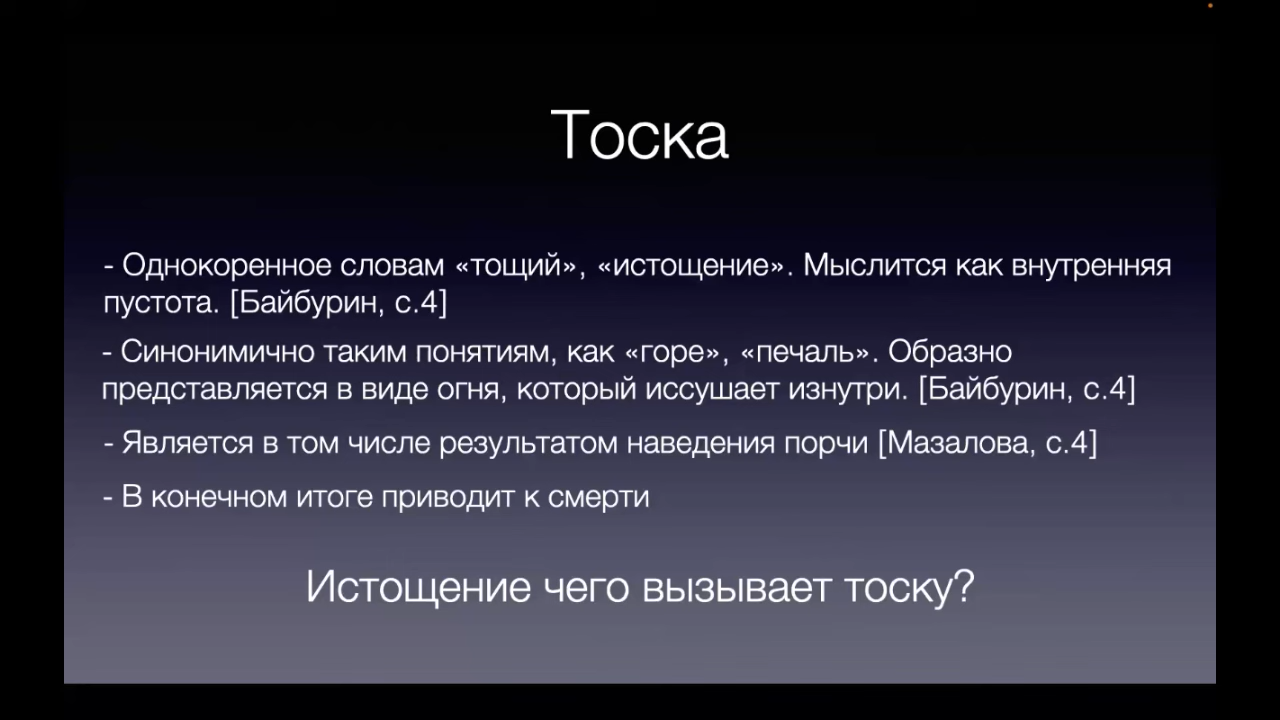 Тоска
- Однокоренное словам «тощий», «истощение». Мыслится как внутренняя
пустота. [Байбурин, с.4]
- Синонимично таким понятиям, как «горе», «печаль». Образно
представляется в виде огня, который иссушает изнутри. [Байбурин, с.4]
- Является в том числе результатом наведения порчи [Мазалова, с.4]
- В конечном итоге приводит к смерти
Истощение чего вызывает тоску?